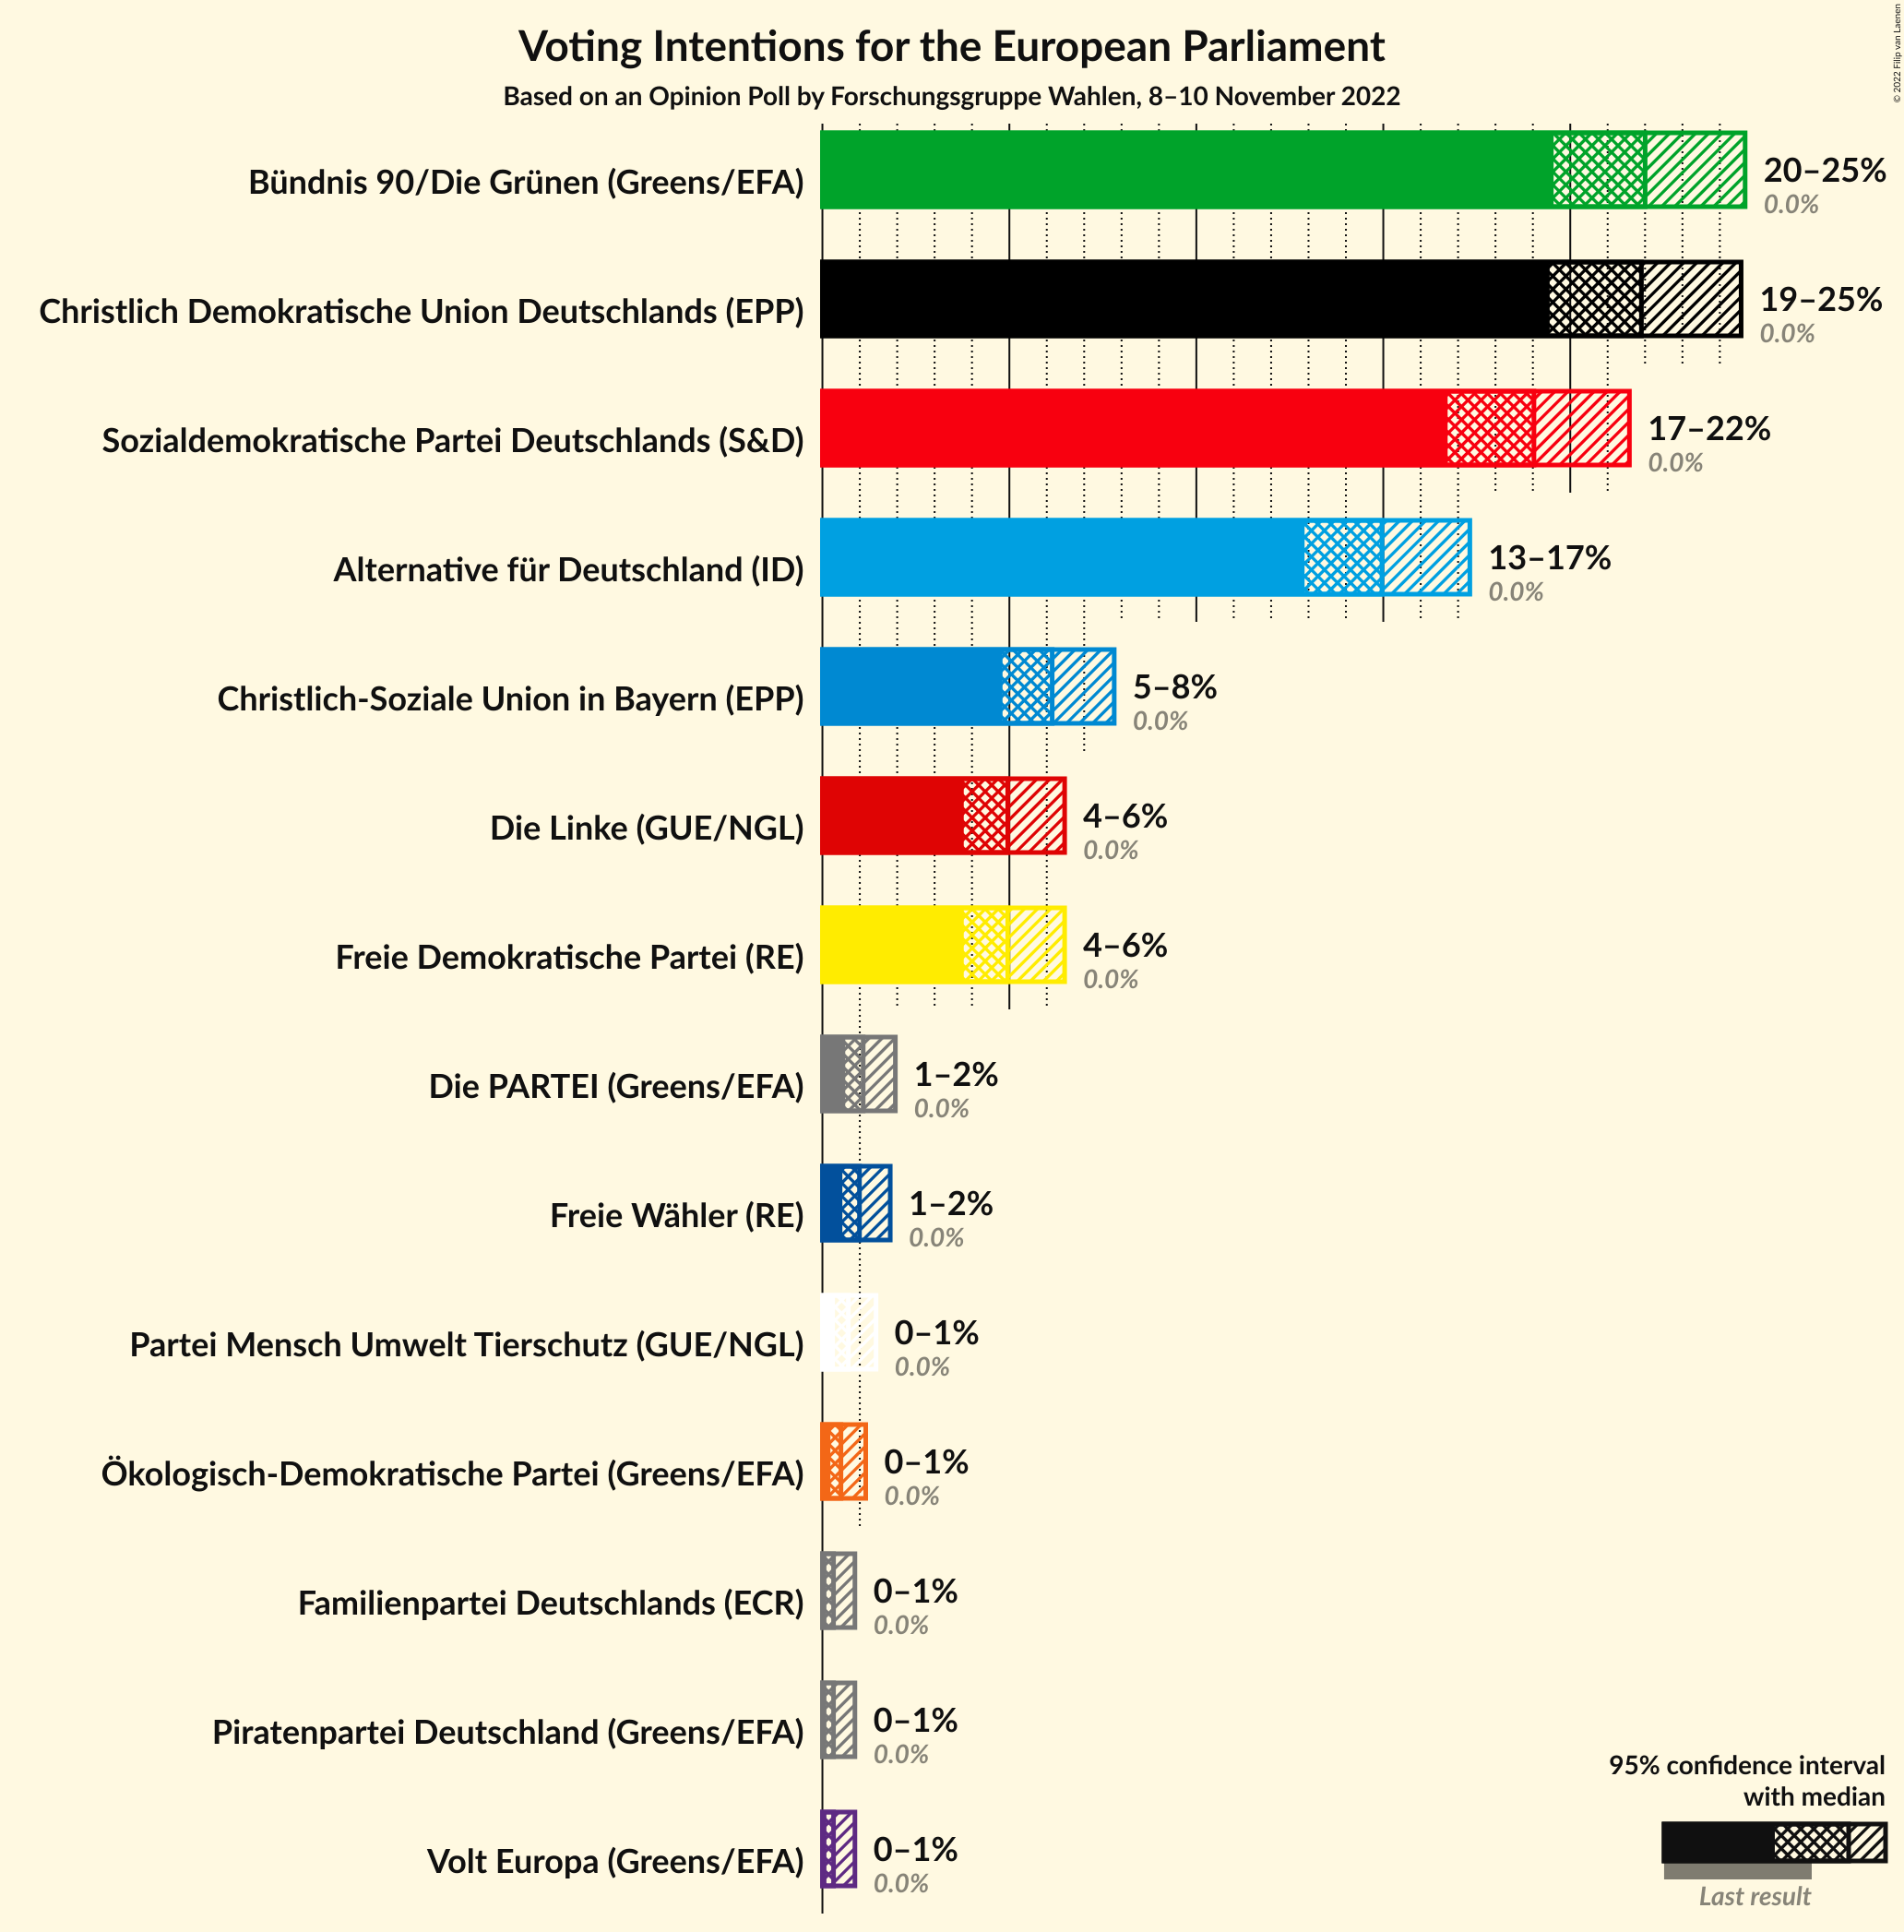 © 2022 Filip van Laenen
Voting Intentions for the European Parliament
Based on an Opinion Poll by Forschungsgruppe Wahlen, 8–10 November 2022
Bündnis 90/Die Grünen (Greens/EFA)
20–25%
0.0%
Christlich Demokratische Union Deutschlands (EPP)
19–25%
0.0%
Sozialdemokratische Partei Deutschlands (S&D)
17–22%
0.0%
Alternative für Deutschland (ID)
13–17%
0.0%
Christlich-Soziale Union in Bayern (EPP)
5–8%
0.0%
Die Linke (GUE/NGL)
4–6%
0.0%
Freie Demokratische Partei (RE)
4–6%
0.0%
Die PARTEI (Greens/EFA)
1–2%
0.0%
Freie Wähler (RE)
1–2%
0.0%
Partei Mensch Umwelt Tierschutz (GUE/NGL)
0–1%
0.0%
Ökologisch-Demokratische Partei (Greens/EFA)
0–1%
0.0%
Familienpartei Deutschlands (ECR)
0–1%
0.0%
Piratenpartei Deutschland (Greens/EFA)
0–1%
0.0%
Volt Europa (Greens/EFA)
0–1%
0.0%
95% confidence interval
with median
Last result